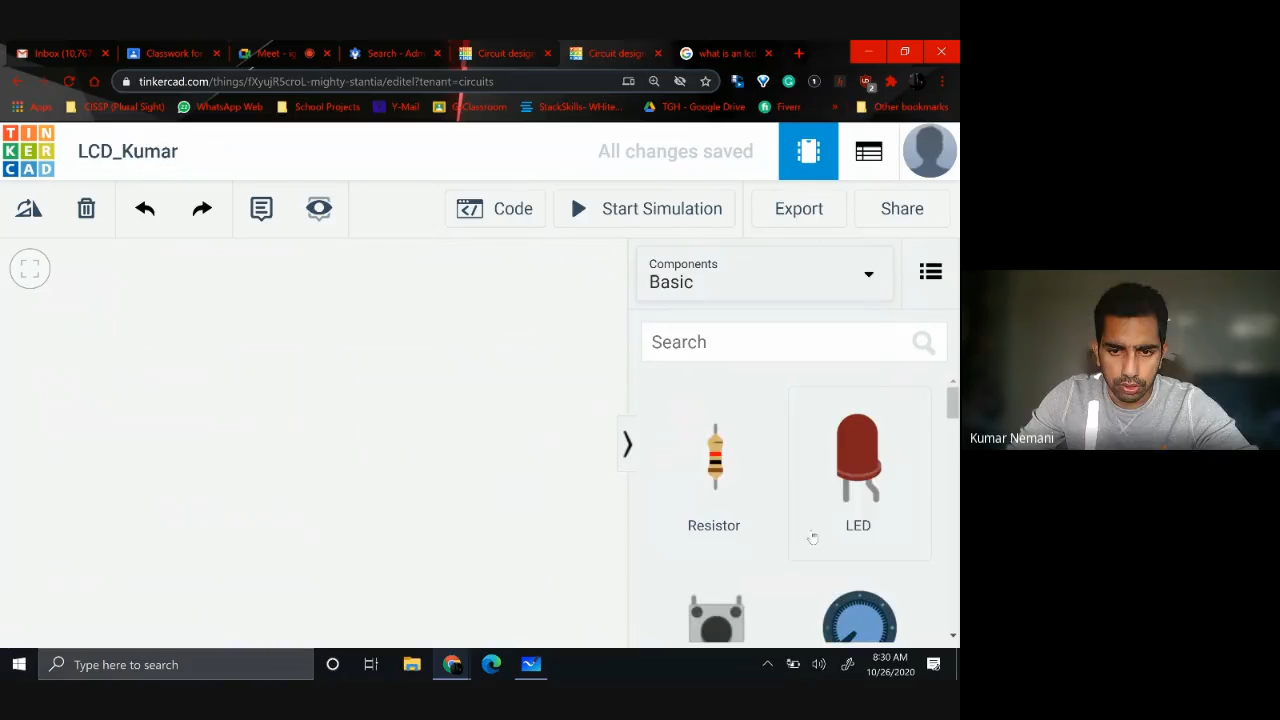 Inbox (10,767
Classwork for
Meet - i
Search - Adm
Circuit desig
Circuit desig
what is an lcd
tinkercad.com/things/fXyujR5croL-mighty-stantia/editel?tenant=circuits
Apps
CISSP (Plural Sight)
WhatsApp Web
School Projects
Y-Mail
G Classroom
StackSkills- WHite...
TGH - Google Drive
Fiverr
»
Other bookmarks
TIN
KER
CAD
LCD_Kumar
All changes saved
Code
Start Simulation
Export
Share
Components
Basic
Search
Resistor
LED
Kumar Nemani
Type here to search
8:30 AM
10/26/2020